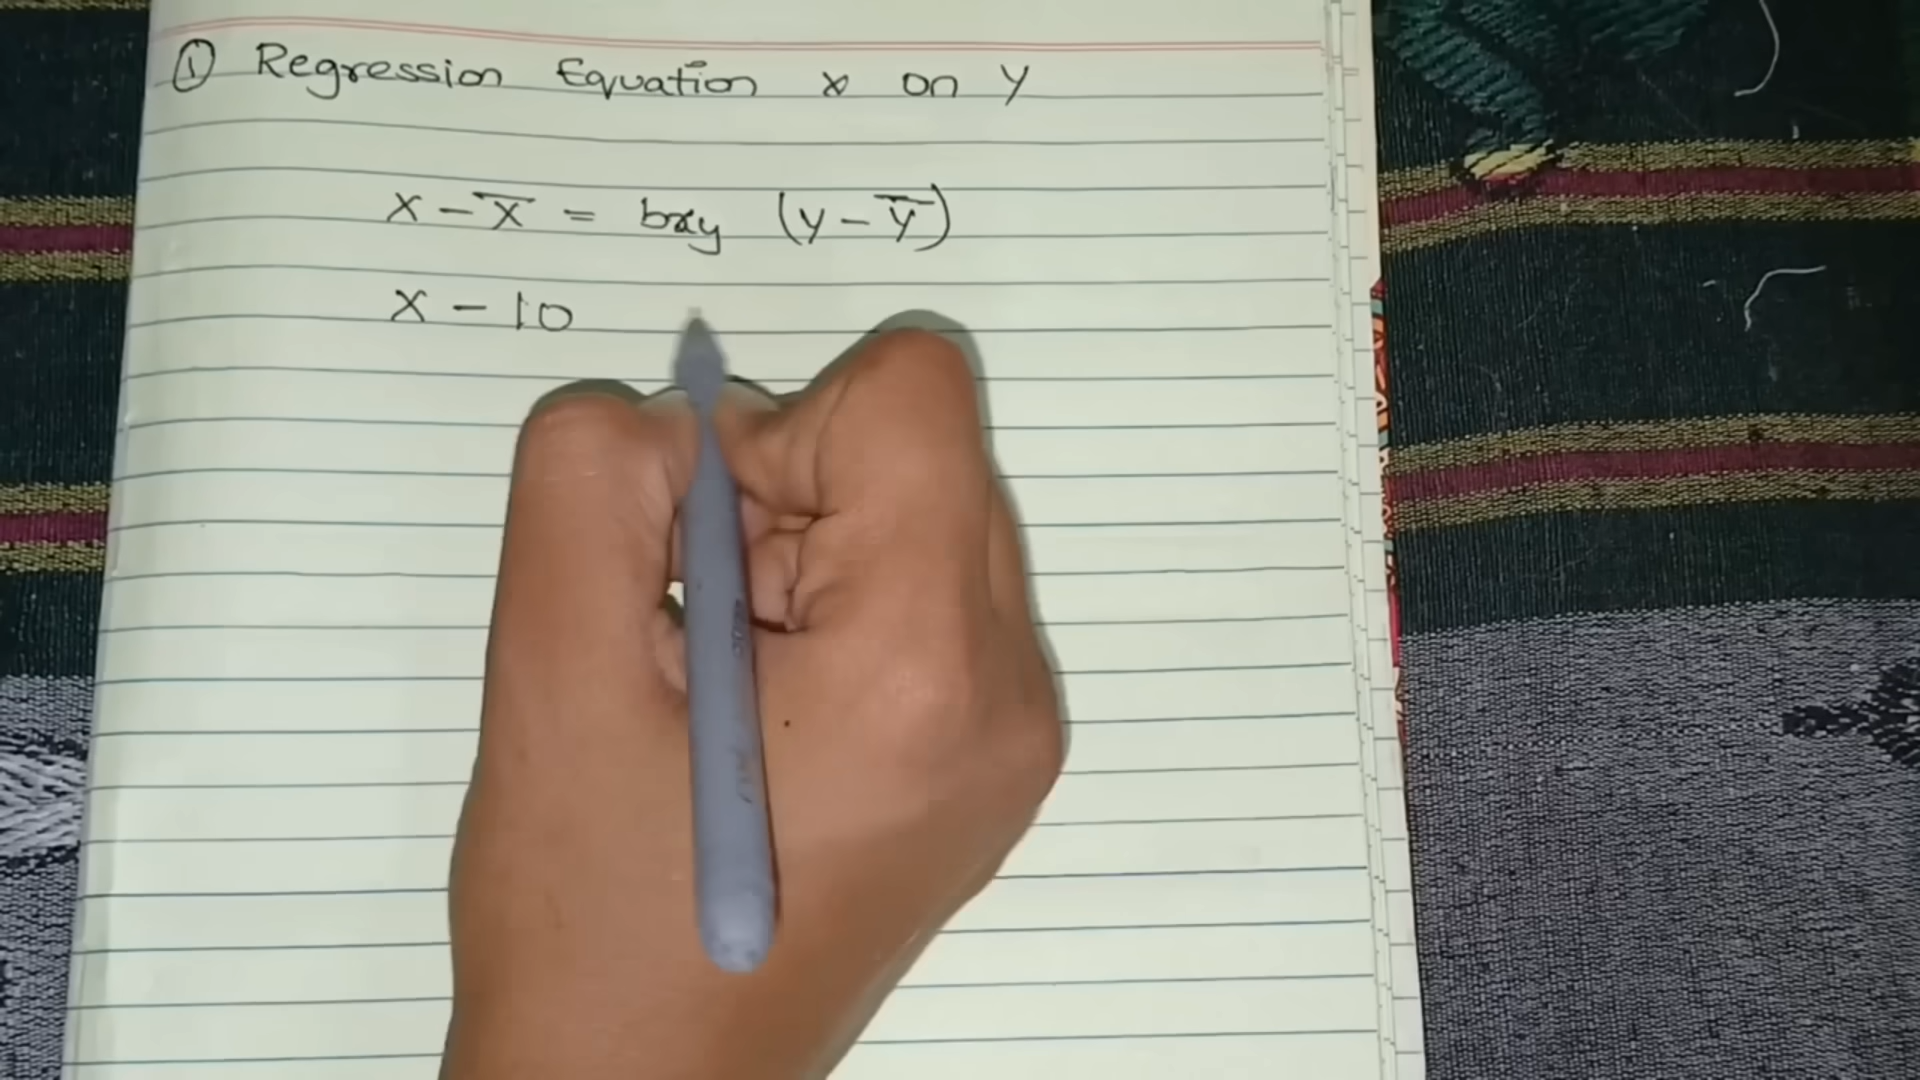 ① Regression Equation x on y
x - x̅ = bxy (y - y̅)
x - 10